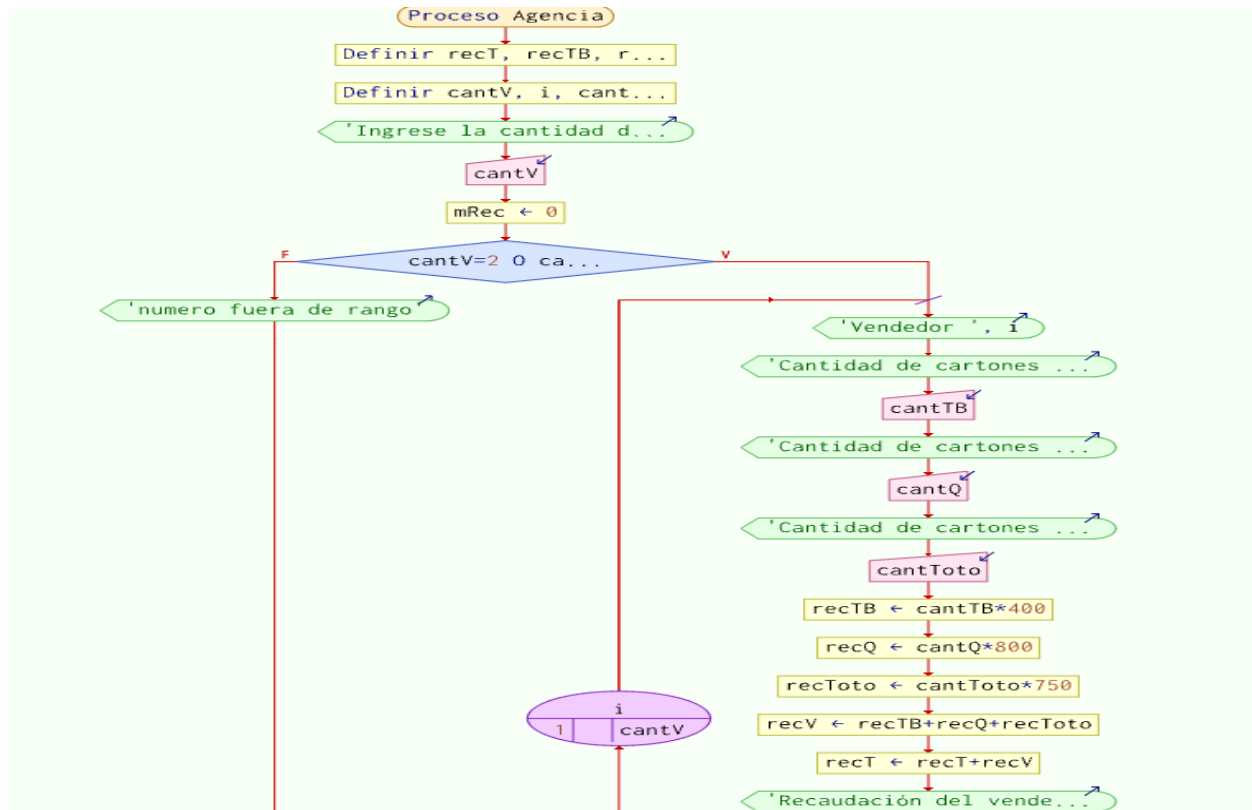 Proceso Agencia
Definir recT, recTB, r...
Definir cantV, i, cant...
'Ingrese la cantidad d...
cantV
mRec ← 0
F
cantV=2 O ca...
V
'numero fuera de rango'
'Vendedor ', i
'Cantidad de cartones ...
cantTB
'Cantidad de cartones ...
cantQ
'Cantidad de cartones ...
cantToto
recTB ← cantTB*400
recQ ← cantQ*800
recToto ← cantToto*750
i
1 cantV
recV ← recTB+recQ+recToto
recT ← recT+recV
'Recaudación del vende...